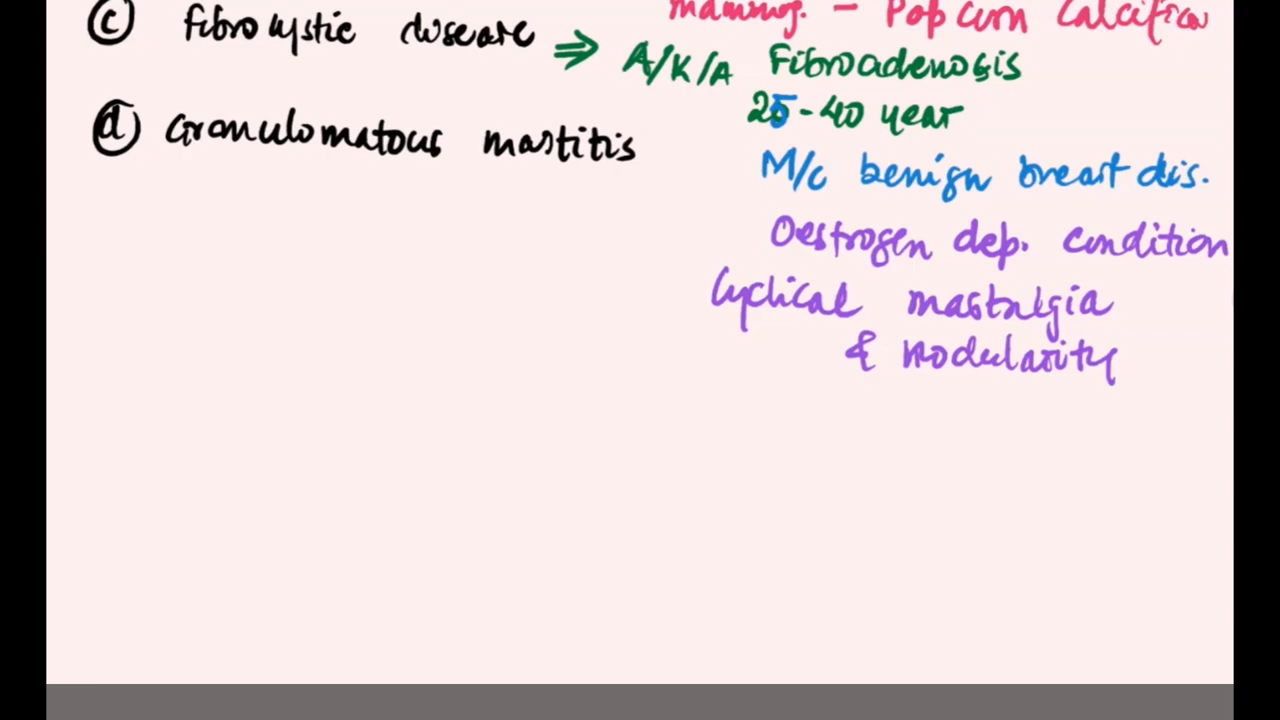 mammog. - Pop corn Calcifica
(c) fibrocystic disease ⇒ A/K/A Fibroadenosis
25-40 year
(d) Granulomatous mastitis
M/c benign breast dis.
Oestrogen dep. condition
Cyclical mastalgia
& nodularity